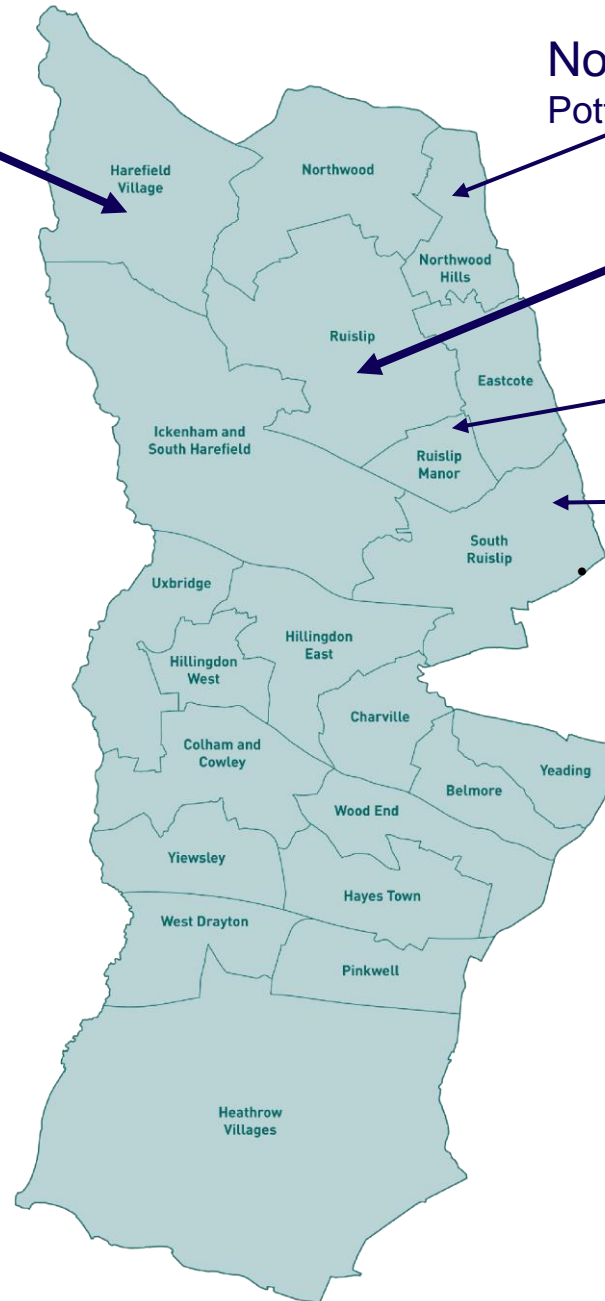 No
Pot
Harefield
Village
Northwood
Northwood
Hills
Ruislip
Eastcote
Ickenham and
South Harefield
Ruislip
Manor
South
Ruislip
Uxbridge
Hillingdon
East
Hillingdon
West
Charville
Colham and
Cowley
Yeading
Belmore
Wood End
Yiewsley
Hayes Town
West Drayton
Pinkwell
Heathrow
Villages